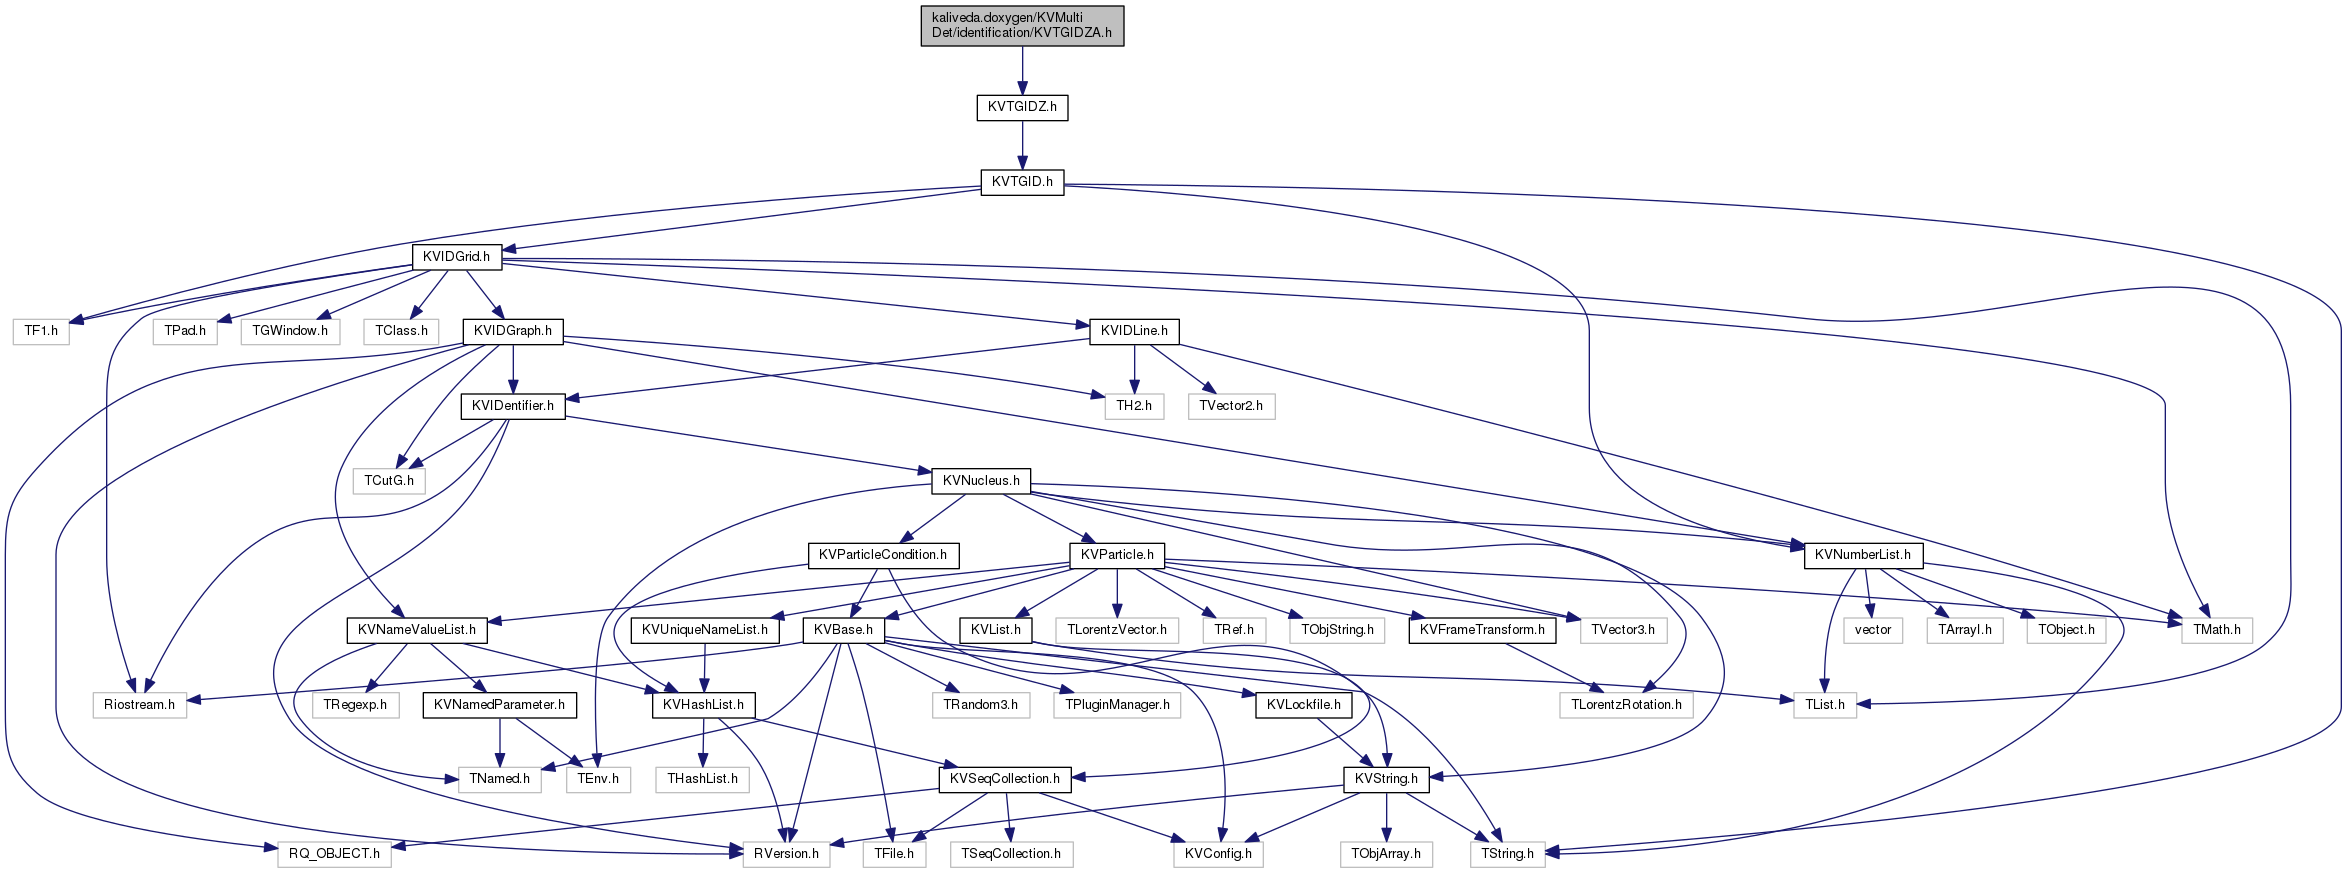 kaliveda.doxygen/KVMulti
Det/identification/KVTGIDZA.h
KVTGIDZ.h
KVTGID.h
KVIDGrid.h
TF1.h
TPad.h
TGWindow.h
TClass.h
KVIDGraph.h
KVIDLine.h
KVIDentifier.h
TH2.h
TVector2.h
TCutG.h
KVNucleus.h
KVParticleCondition.h
KVParticle.h
KVNumberList.h
KVNameValueList.h
KVUniqueNameList.h
KVBase.h
KVList.h
TLorentzVector.h
TRef.h
TObjString.h
KVFrameTransform.h
TVector3.h
vector
TArrayI.h
TObject.h
TMath.h
Riostream.h
TRegexp.h
KVNamedParameter.h
KVHashList.h
TRandom3.h
TPluginManager.h
KVLockfile.h
TLorentzRotation.h
TList.h
TNamed.h
TEnv.h
THashList.h
KVSeqCollection.h
KVString.h
RQ_OBJECT.h
RVersion.h
TFile.h
TSeqCollection.h
KVConfig.h
TObjArray.h
TString.h